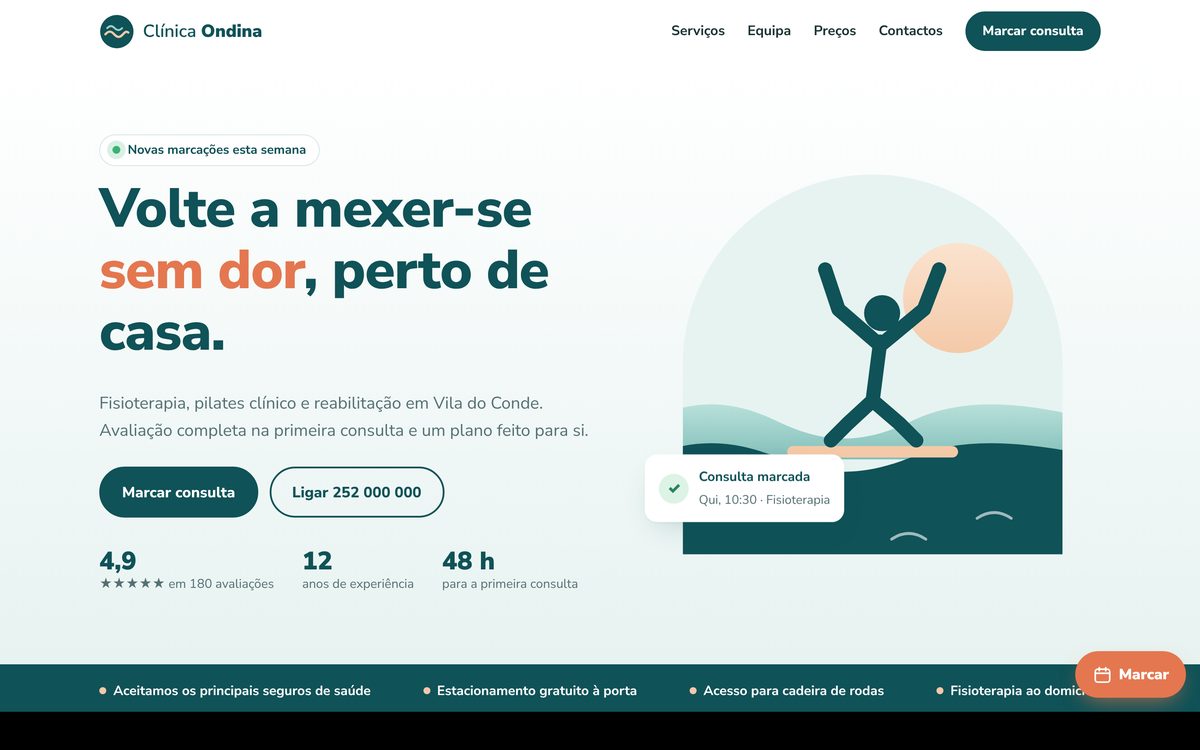 Clínica Ondina
Serviços
Equipa
Preços
Contactos
Marcar consulta
Novas marcações esta semana
Volte a mexer-se
sem dor, perto de
casa.
Fisioterapia, pilates clínico e reabilitação em Vila do Conde.
Avaliação completa na primeira consulta e um plano feito para si.
Marcar consulta
Ligar 252 000 000
4,9
★★★★★ em 180 avaliações
12
anos de experiência
48 h
para a primeira consulta
Consulta marcada
Qui, 10:30 · Fisioterapia
Aceitamos os principais seguros de saúde
Estacionamento gratuito à porta
Acesso para cadeira de rodas
Fisioterapia ao
Marcar